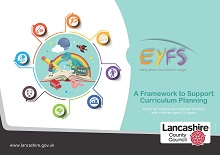 EYFS
early years foundation stage
A Framework to Support
Curriculum Planning
www.lancashire.gov.uk
Lancashire
County
Council